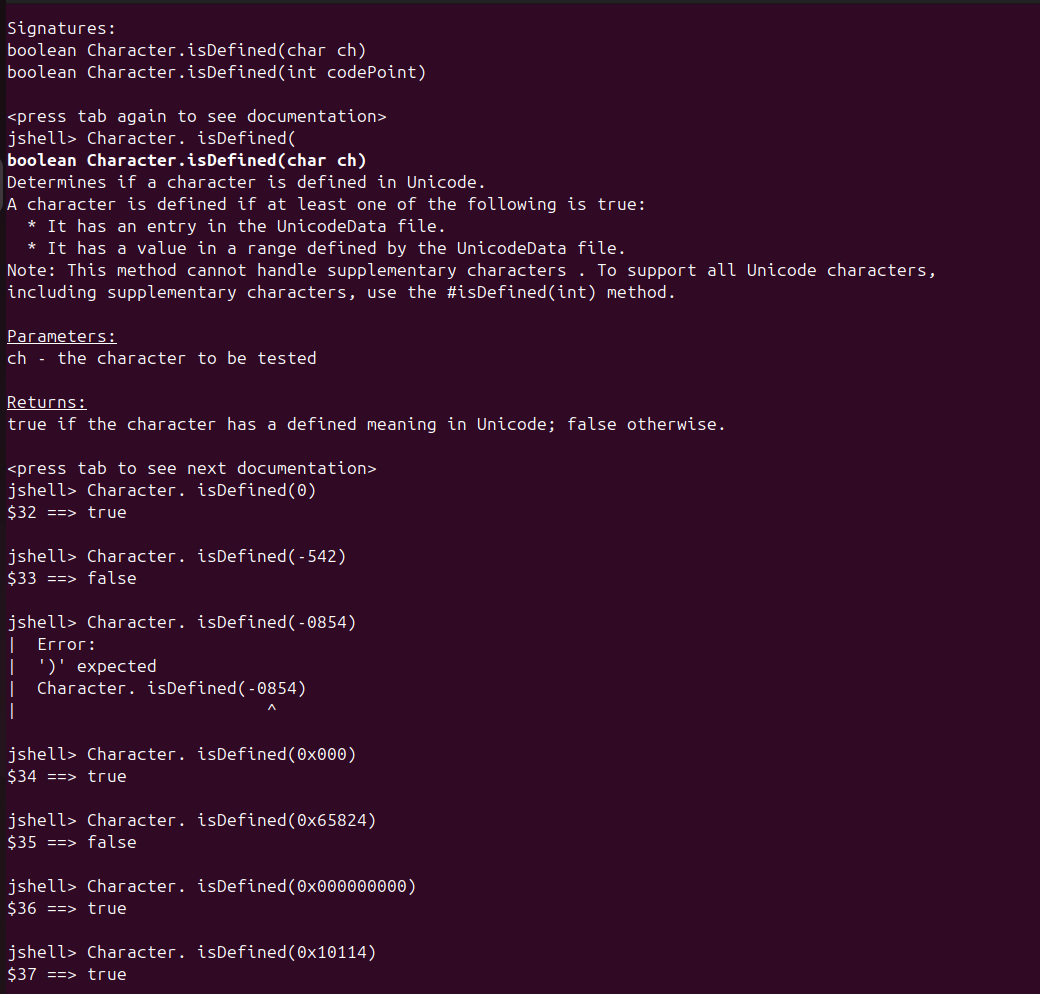 Signatures:
boolean Character.isDefined(char ch)
boolean Character.isDefined(int codePoint)
<press tab again to see documentation>
jshell> Character. isDefined(
boolean Character.isDefined(char ch)
Determines if a character is defined in Unicode.
A character is defined if at least one of the following is true:
  * It has an entry in the UnicodeData file.
  * It has a value in a range defined by the UnicodeData file.
Note: This method cannot handle supplementary characters . To support all Unicode characters,
including supplementary characters, use the #isDefined(int) method.
Parameters:
ch - the character to be tested
Returns:
true if the character has a defined meaning in Unicode; false otherwise.
<press tab to see next documentation>
jshell> Character. isDefined(0)
$32 ==> true
jshell> Character. isDefined(-542)
$33 ==> false
jshell> Character. isDefined(-0854)
|  Error:
|  ')' expected
|  Character. isDefined(-0854)
|                         ^
jshell> Character. isDefined(0x000)
$34 ==> true
jshell> Character. isDefined(0x65824)
$35 ==> false
jshell> Character. isDefined(0x000000000)
$36 ==> true
jshell> Character. isDefined(0x10114)
$37 ==> true